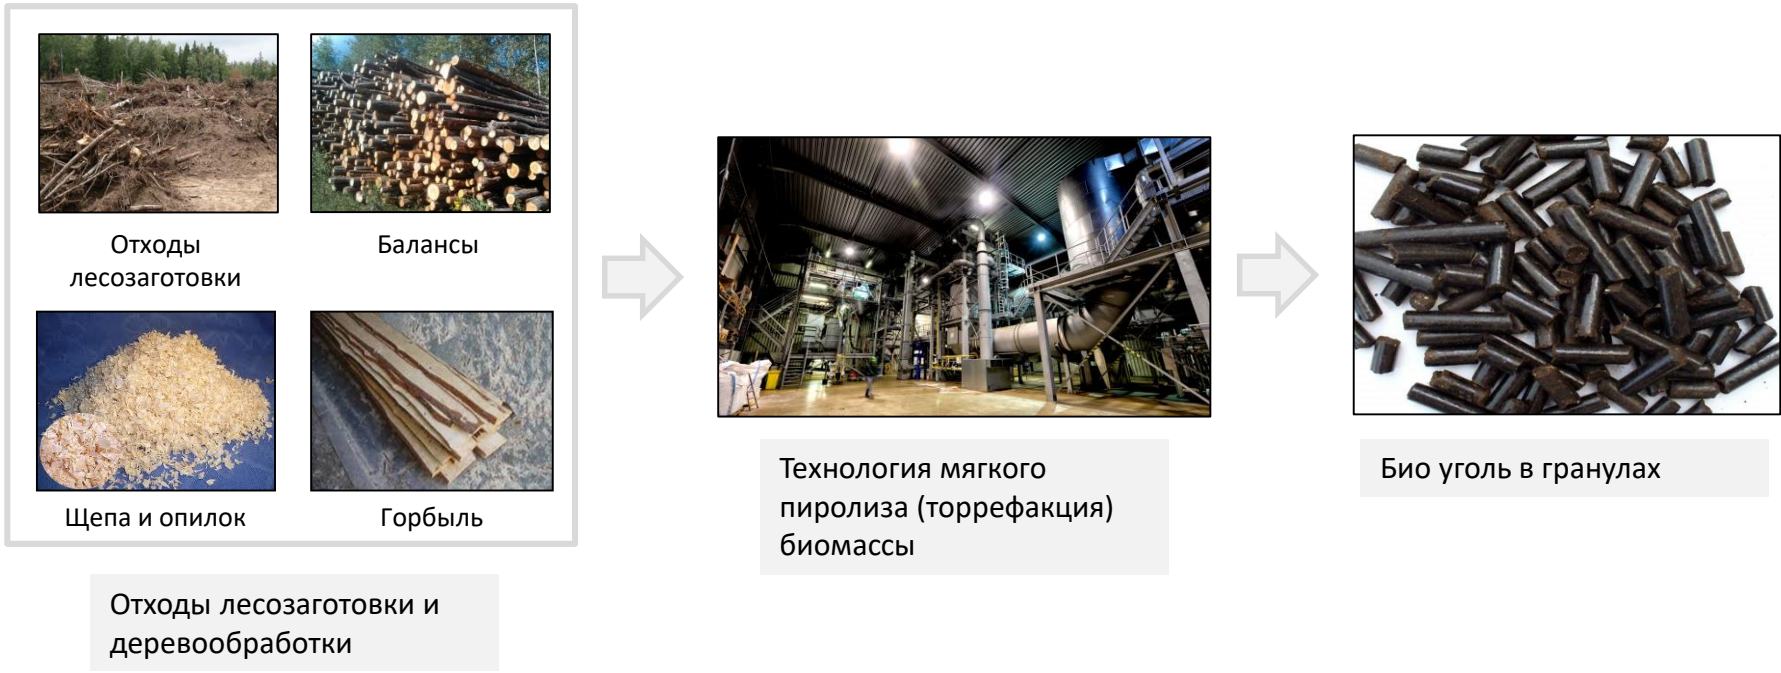 Отходы
лесозаготовки
Балансы
Щепа и опилок
Горбыль
Отходы лесозаготовки и
деревообработки
Технология мягкого
пиролиза (торрефакция)
биомассы
Био уголь в гранулах